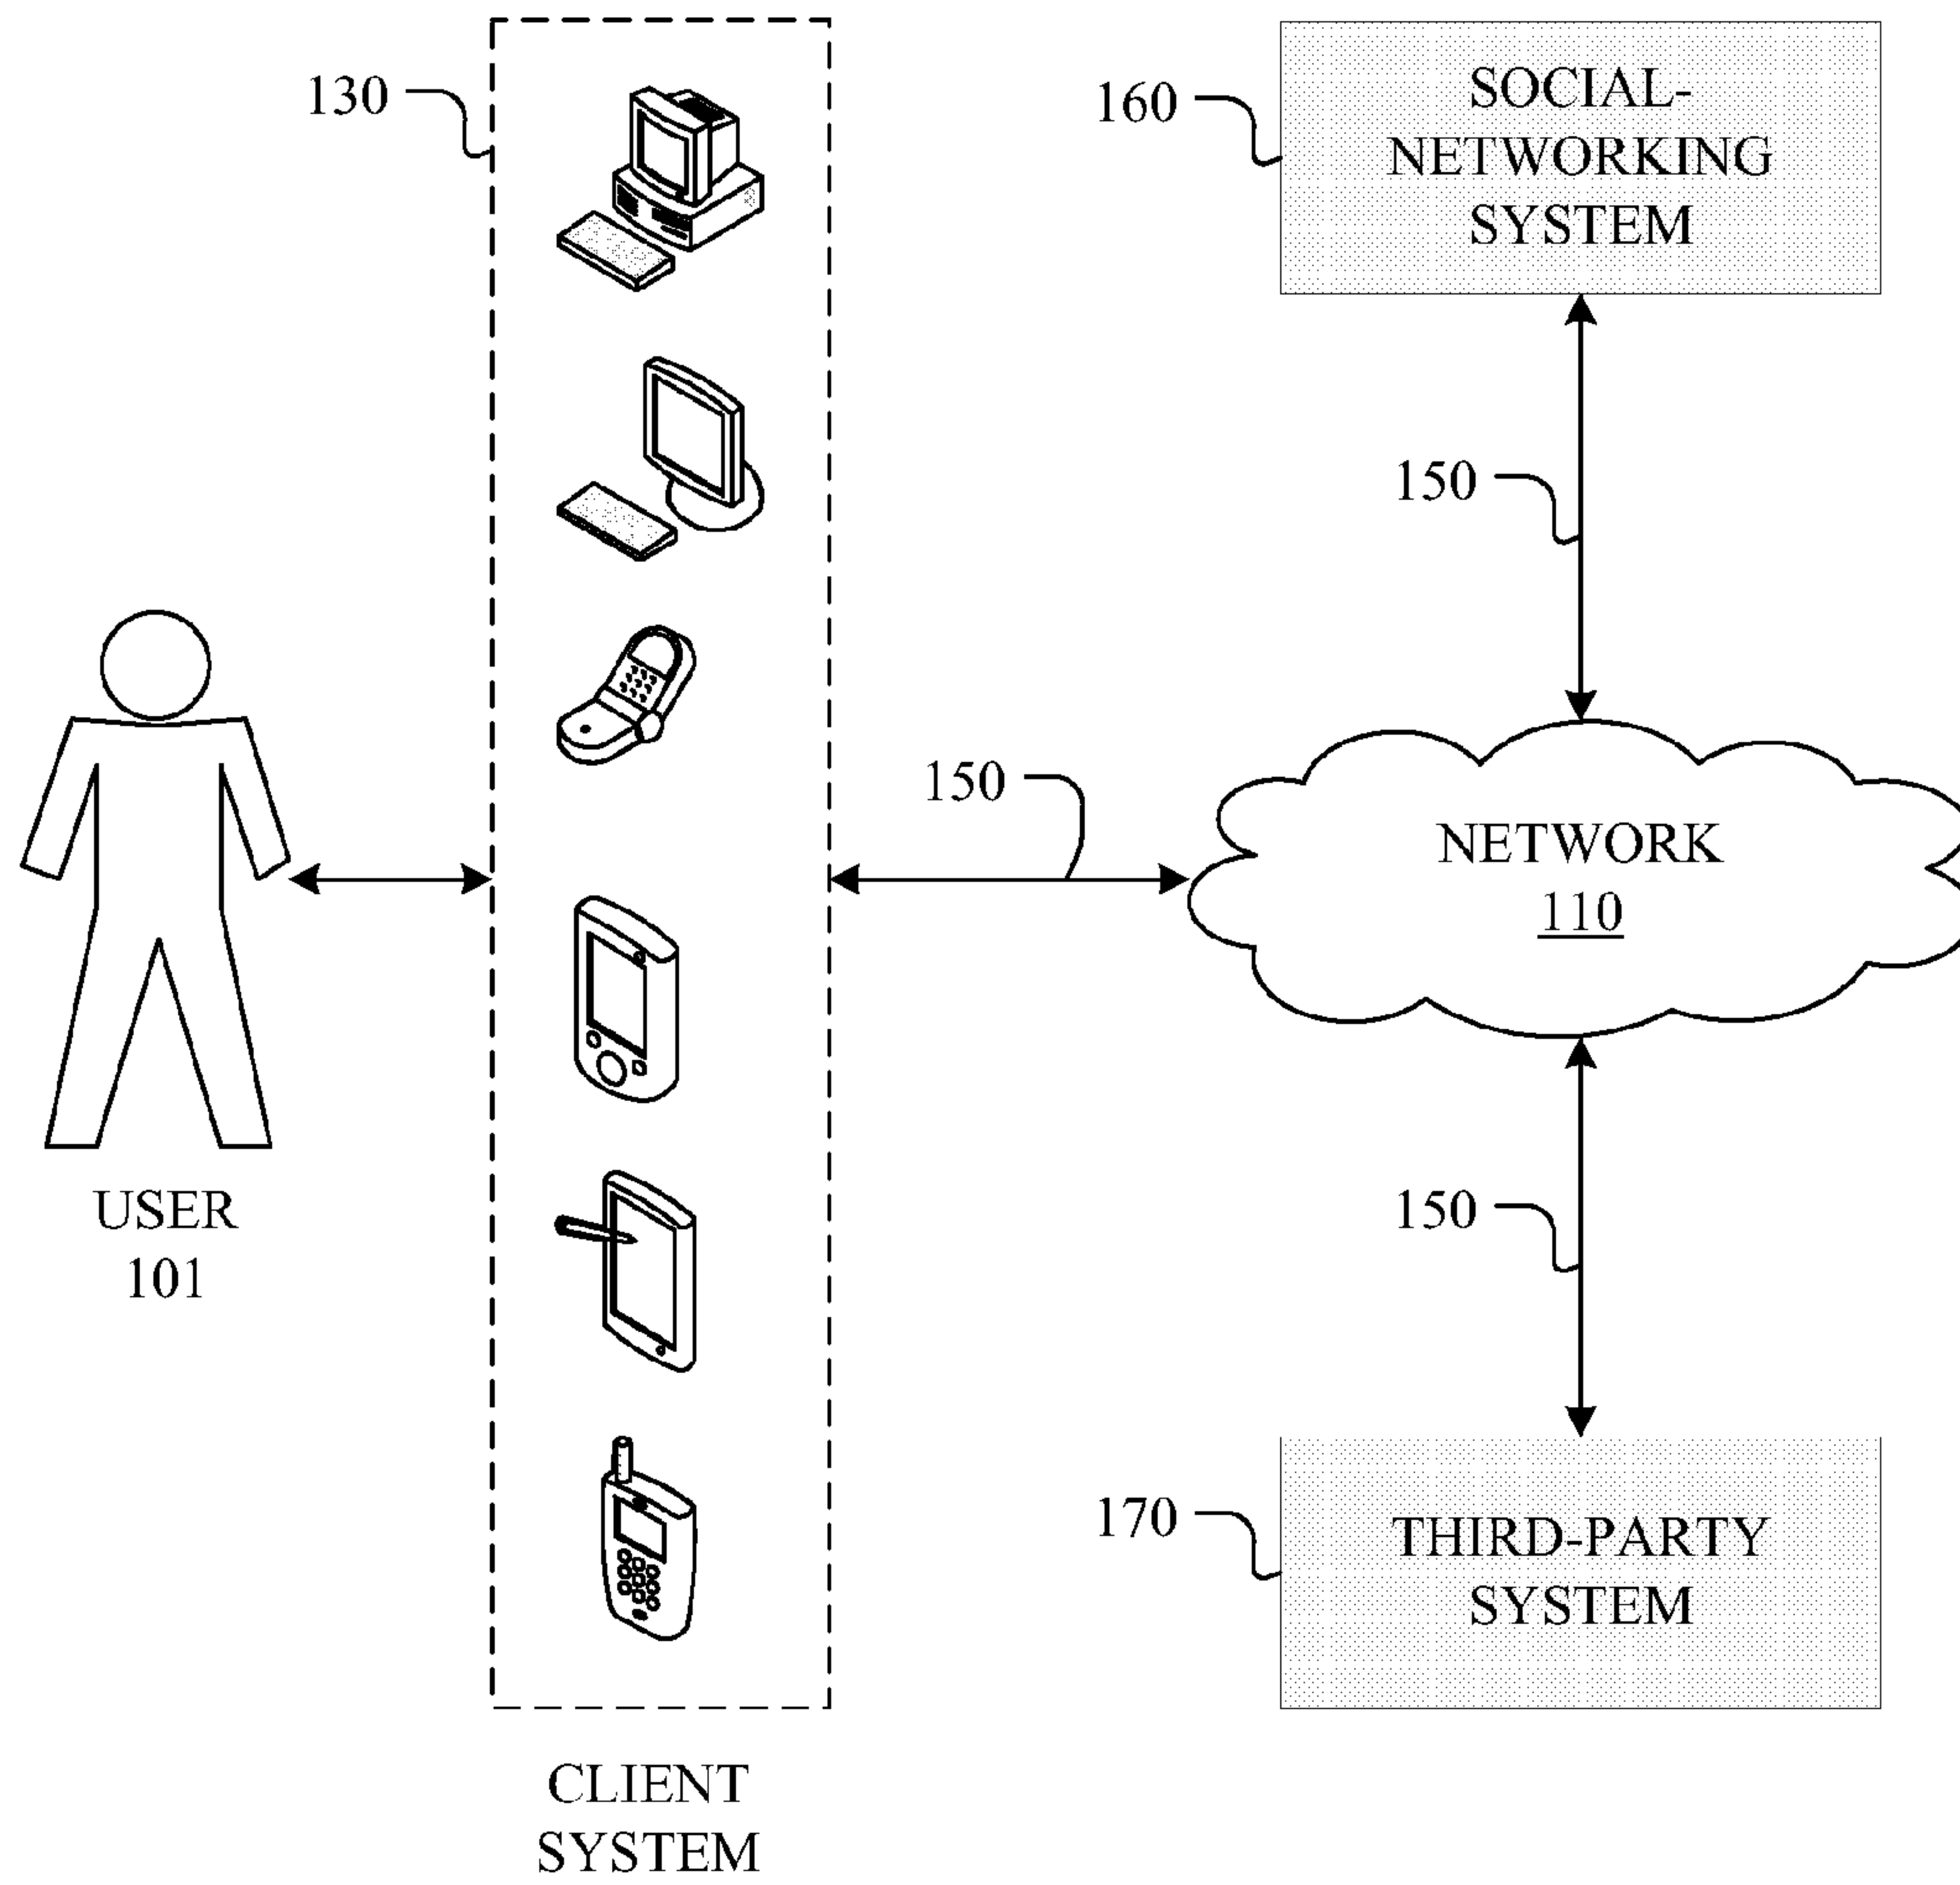 130
160
SOCIAL-
NETWORKING
SYSTEM
150
150
NETWORK
110
USER
101
150
170
THIRD-PARTY
SYSTEM
CLIENT
SYSTEM